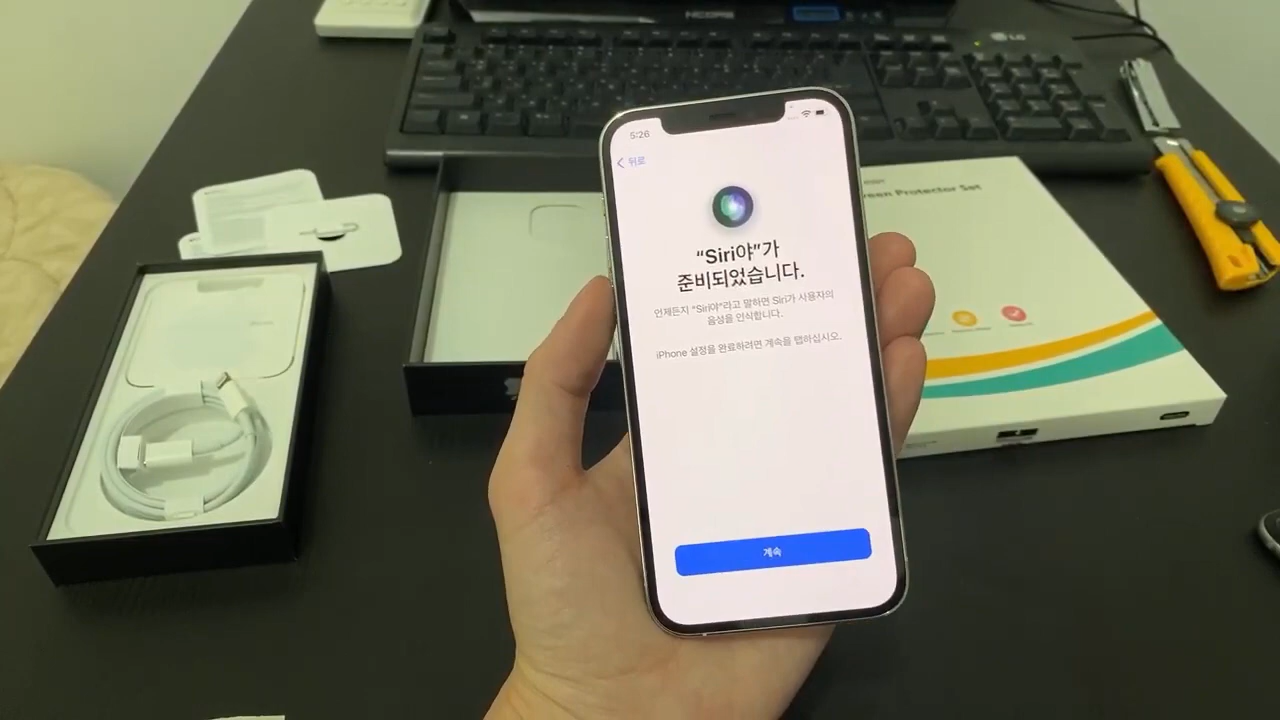 NCORE
LG
5:26
뒤로
“Siri야”가
준비되었습니다.
언제든지 “Siri야”라고 말하면 Siri가 사용자의
음성을 인식합니다.
iPhone 설정을 완료하려면 계속을 탭하십시오.
계속
Screen Protector Set